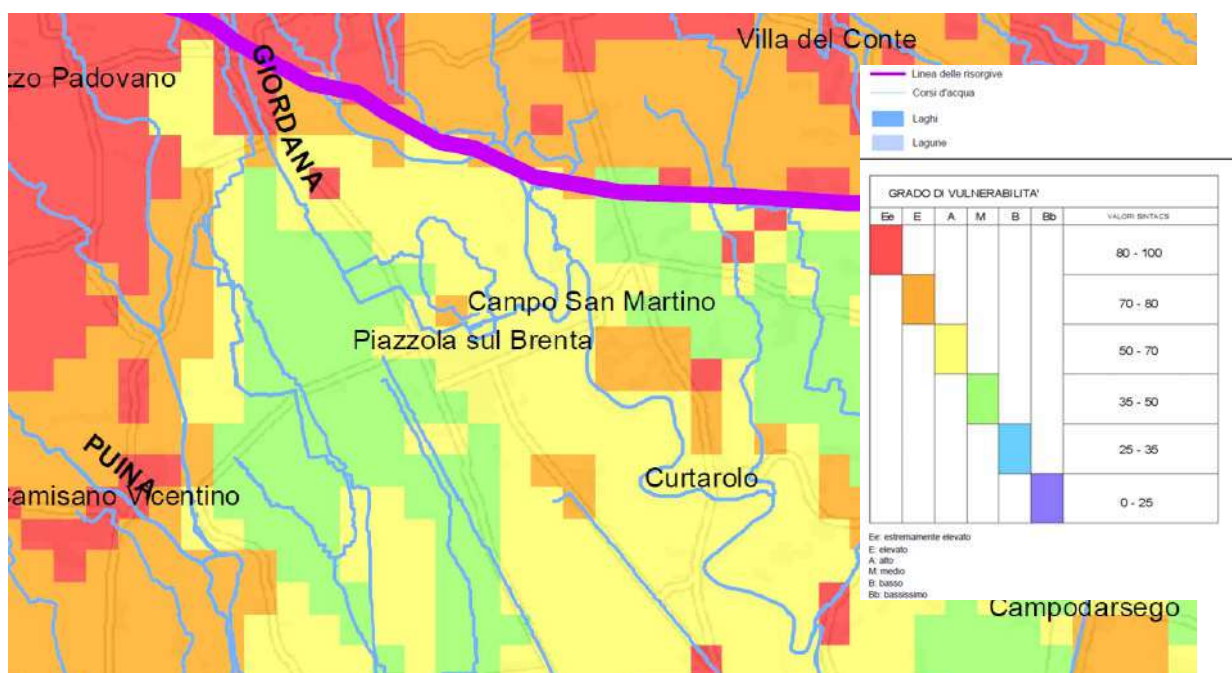 Villa del Conte
zzo Padovano
GIORDANA
Campo San Martino
Piazzola sul Brenta
PUINA
Camisano Vicentino
Curtarolo
Campodarsego
Linea delle risorgive
Corsi d'acqua
Laghi
Lagune
GRADO DI VULNERABILITA'
Ee E A M B Bb VALORI SINTACS
80 - 100
70 - 80
50 - 70
35 - 50
25 - 35
0 - 25
Ee: estremamente elevato
E: elevato
A: alto
M: medio
B: basso
Bb: bassissimo